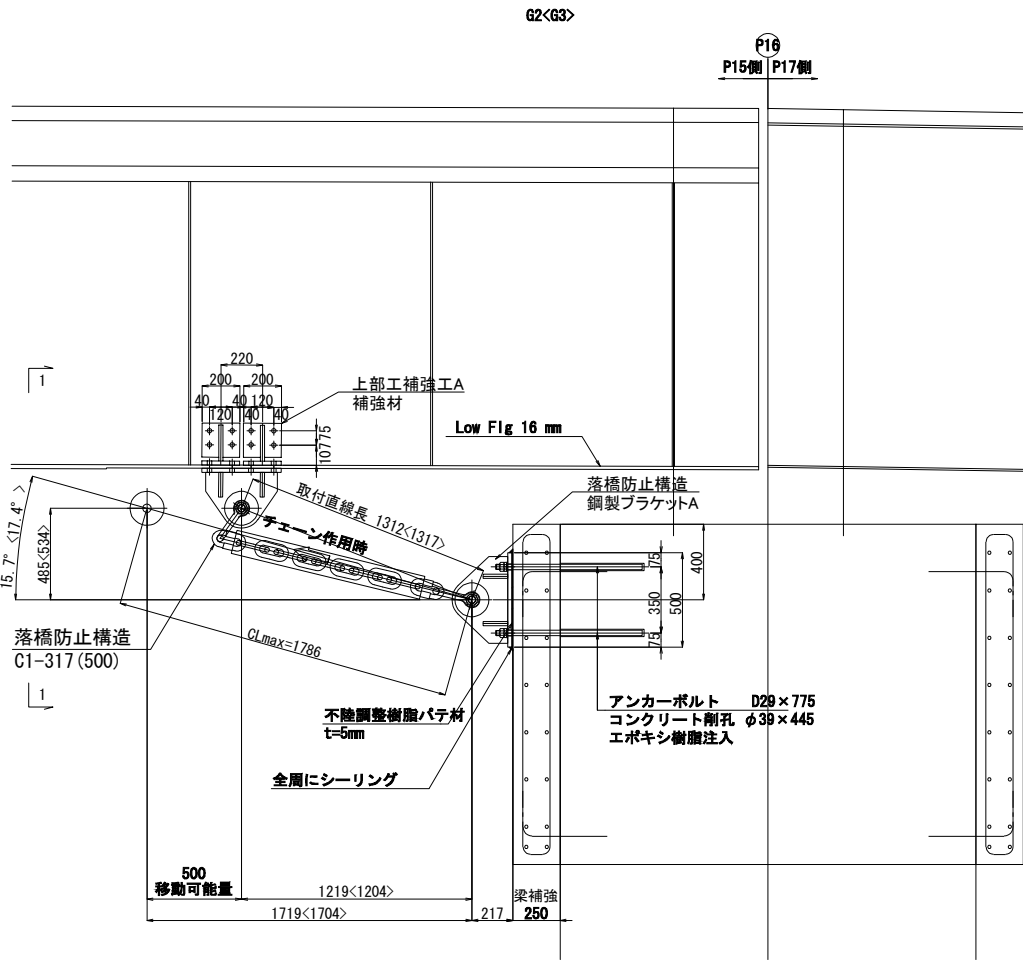 G2<G3>
P16
P15側 P17側
1
220
200 200
40 40 120
120 40 40
上部工補強工A
補強材
75
107
Low Flg 16 mm
取付直線長 1312<1317>
チェーン作用時
落橋防止構造
鋼製ブラケットA
15.7° <17.4°>
485<534>
75
400
350
500
75
CLmax=1786
落橋防止構造
C1-317(500)
1
アンカーボルト D29×775
コンクリート削孔 φ39×445
エポキシ樹脂注入
不陸調整樹脂パテ材
t=5mm
全周にシーリング
500
移動可能量
1219<1204>
梁補強
1719<1704>
217
250